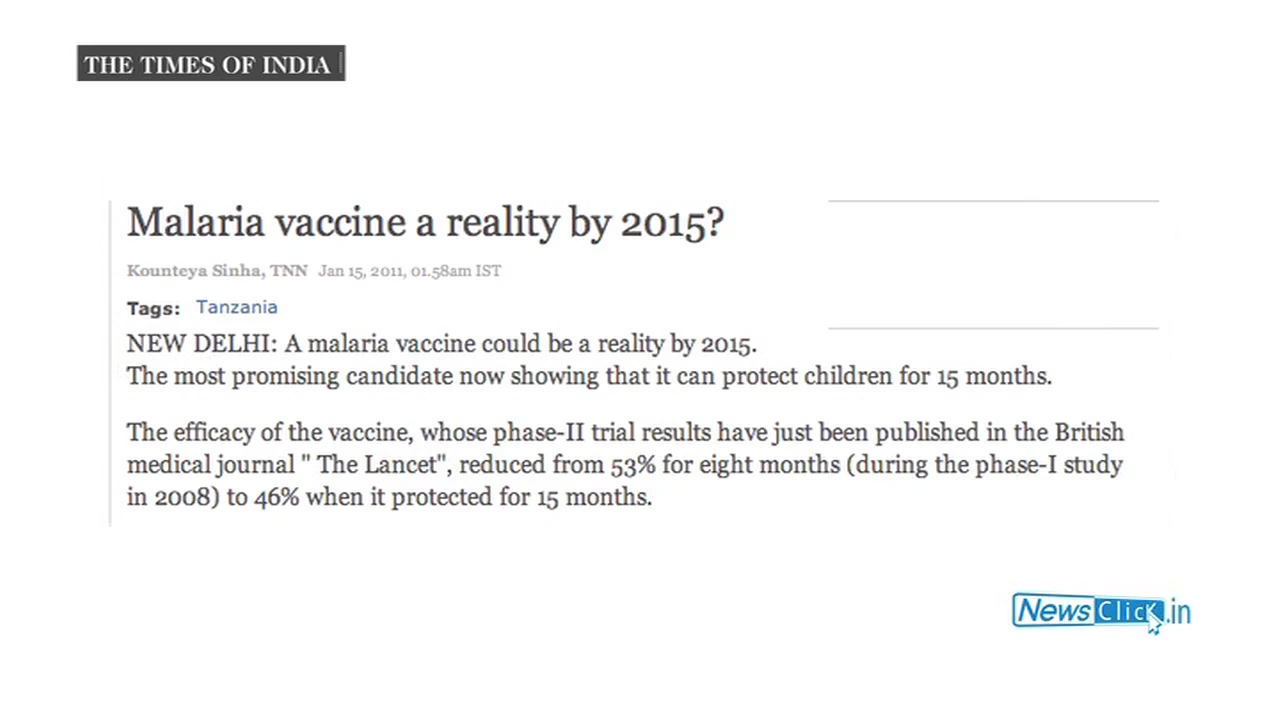 THE TIMES OF INDIA
Malaria vaccine a reality by 2015?
Kounteya Sinha, TNN Jan 15, 2011, 01.58am IST
Tags: Tanzania
NEW DELHI: A malaria vaccine could be a reality by 2015.
The most promising candidate now showing that it can protect children for 15 months.
The efficacy of the vaccine, whose phase-II trial results have just been published in the British
medical journal " The Lancet", reduced from 53% for eight months (during the phase-I study
in 2008) to 46% when it protected for 15 months.
NewsClick.in